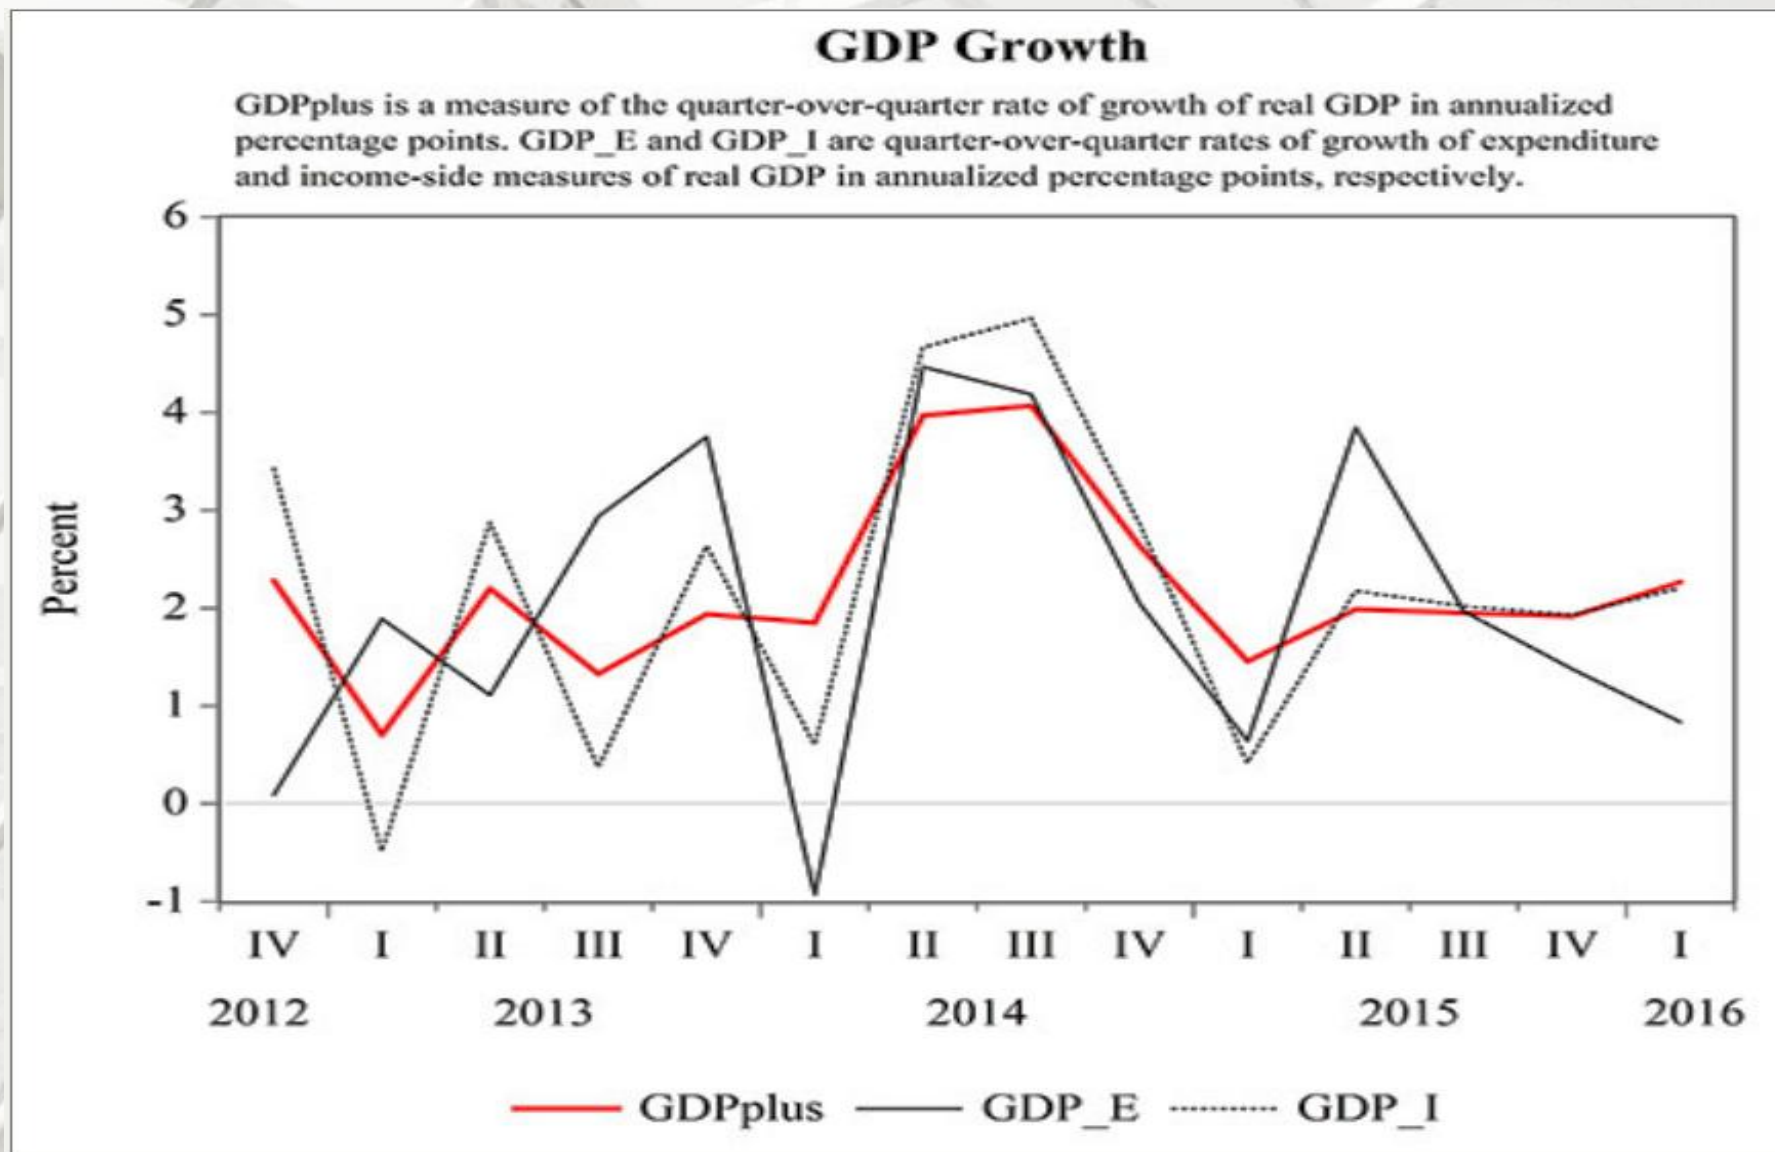 GDP Growth
GDPplus is a measure of the quarter-over-quarter rate of growth of real GDP in annualized
percentage points. GDP_E and GDP_I are quarter-over-quarter rates of growth of expenditure
and income-side measures of real GDP in annualized percentage points, respectively.
6
5
4
3
2
1
0
-1
Percent
IV I II III IV I II III IV I II III IV I
2012 2013 2014 2015 2016
GDPplus GDP_E GDP_I